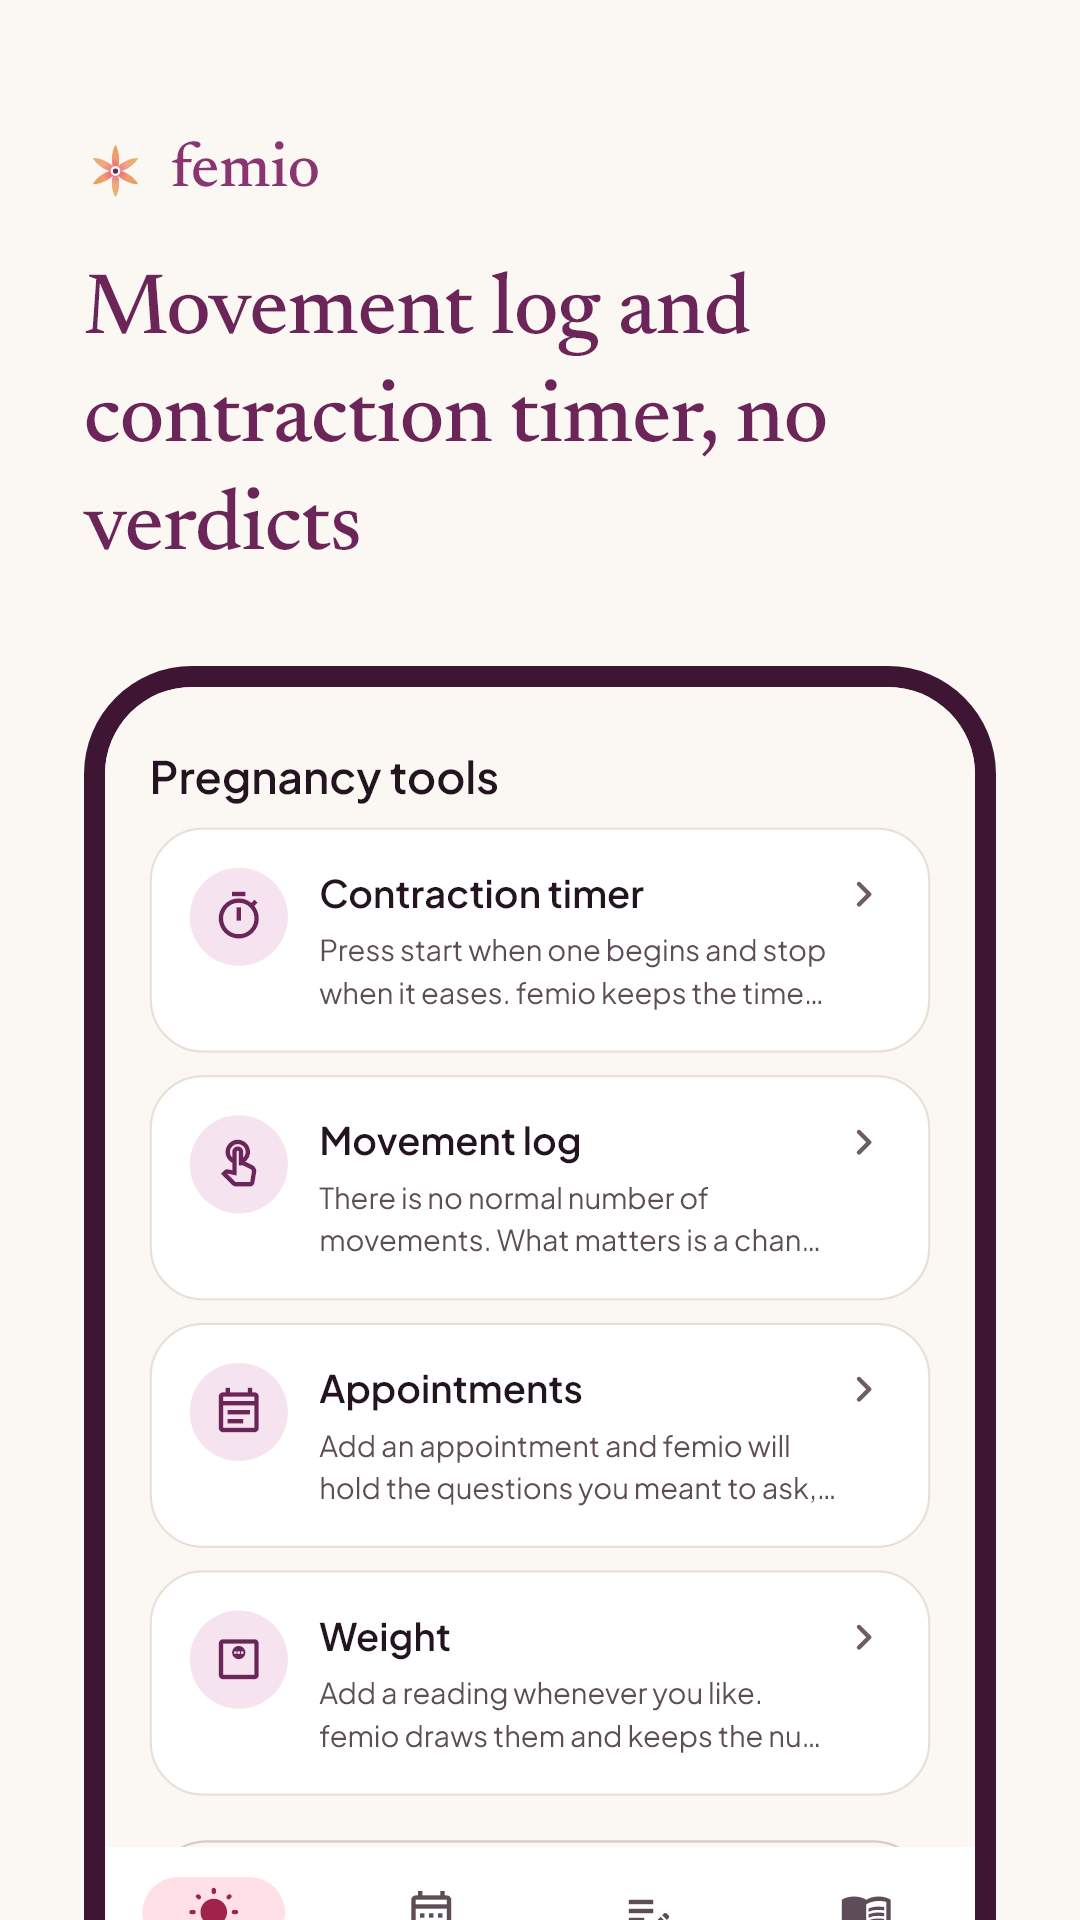 femio
Movement log and
contraction timer, no
verdicts
Pregnancy tools
Contraction timer
Press start when one begins and stop
when it eases. femio keeps the time...
Movement log
There is no normal number of
movements. What matters is a chan...
Appointments
Add an appointment and femio will
hold the questions you meant to ask,...
Weight
Add a reading whenever you like.
femio draws them and keeps the nu...